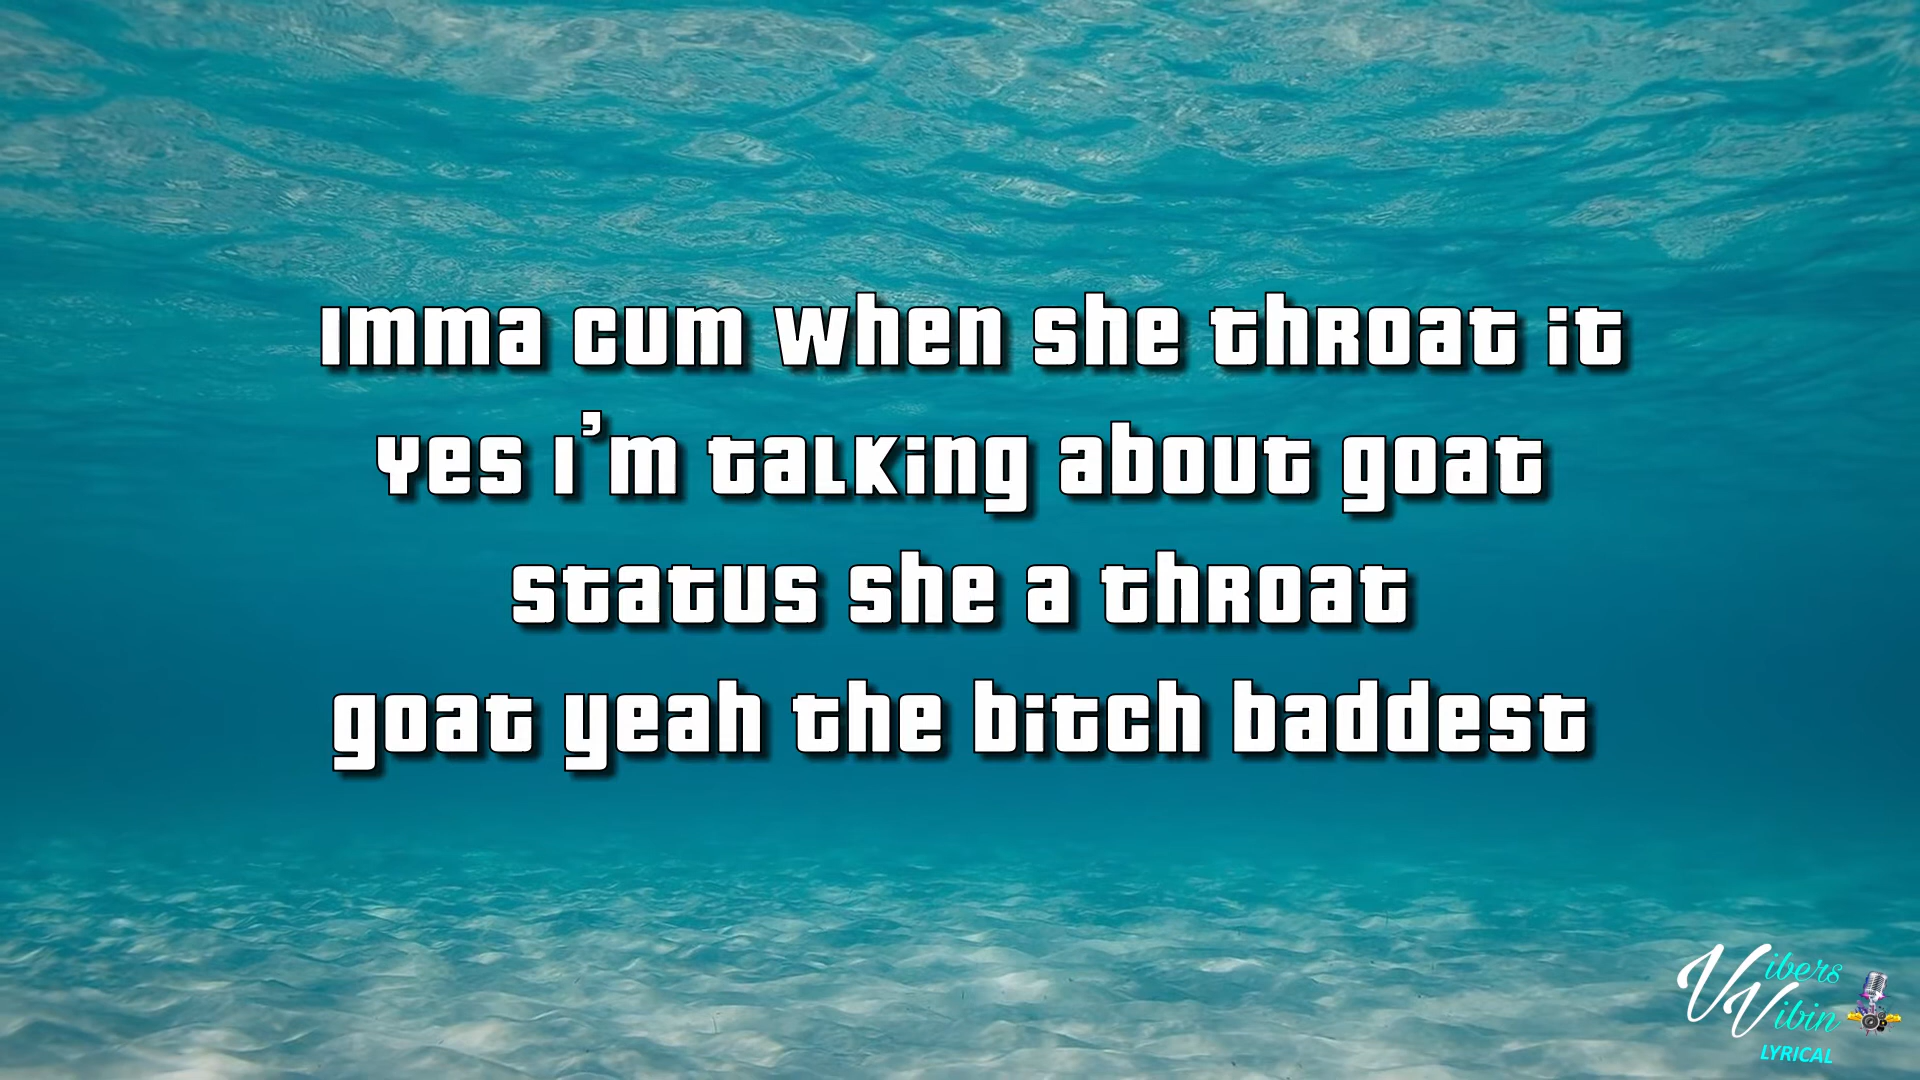 Imma cum when she throat it
Yes I'm talking about goat
status she a throat
goat yeah the bitch baddest
Vibers
Vibin
LYRICAL